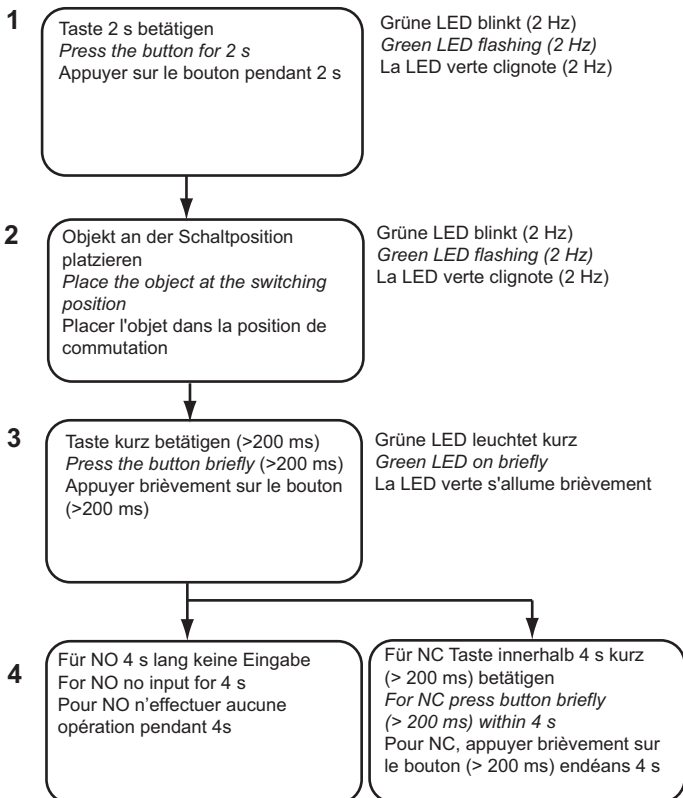 1
Taste 2 s betätigen
Press the button for 2 s
Appuyer sur le bouton pendant 2 s
Grüne LED blinkt (2 Hz)
Green LED flashing (2 Hz)
La LED verte clignote (2 Hz)
2
Objekt an der Schaltposition
platzieren
Place the object at the switching
position
Placer l'objet dans la position de
commutation
Grüne LED blinkt (2 Hz)
Green LED flashing (2 Hz)
La LED verte clignote (2 Hz)
3
Taste kurz betätigen (>200 ms)
Press the button briefly (>200 ms)
Appuyer brièvement sur le bouton
(>200 ms)
Grüne LED leuchtet kurz
Green LED on briefly
La LED verte s'allume brièvement
4
Für NO 4 s lang keine Eingabe
For NO no input for 4 s
Pour NO n’effectuer aucune
opération pendant 4s
Für NC Taste innerhalb 4 s kurz
(> 200 ms) betätigen
For NC press button briefly
(> 200 ms) within 4 s
Pour NC, appuyer brièvement sur
le bouton (> 200 ms) endéans 4 s